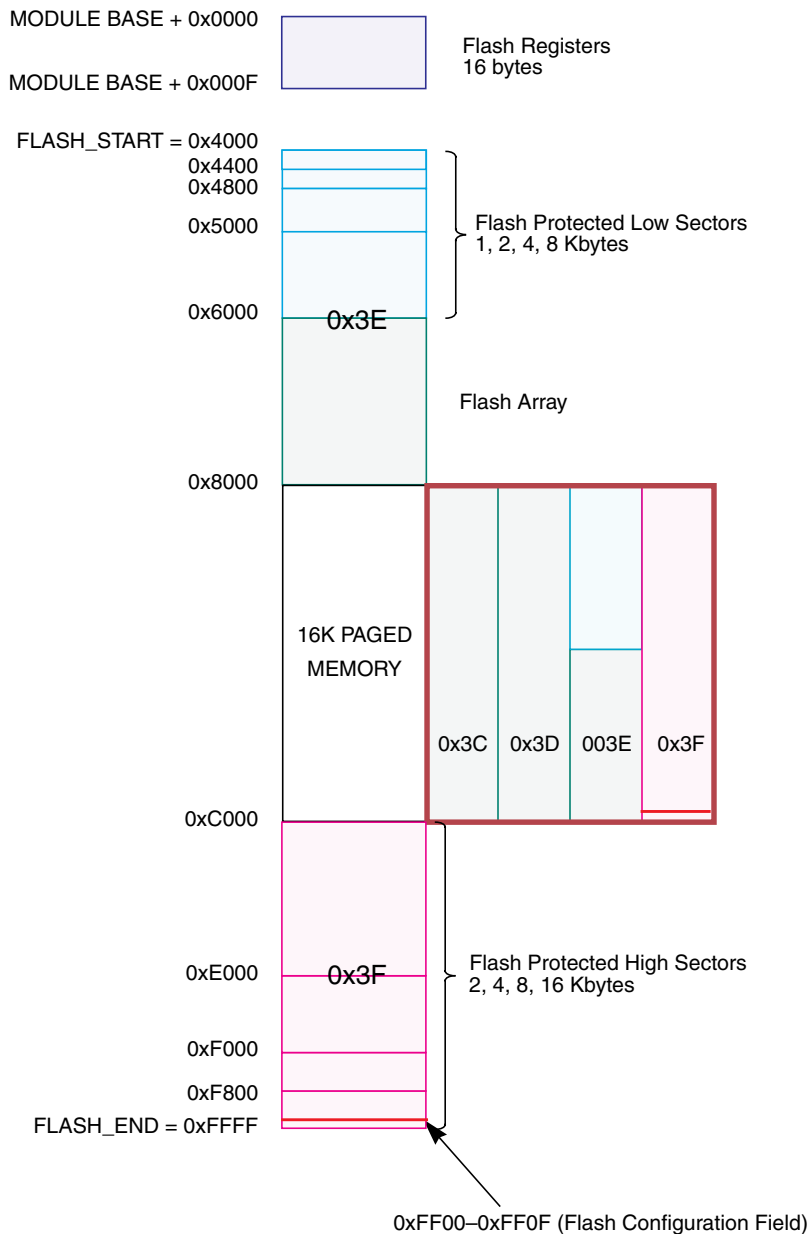 MODULE BASE + 0x0000
Flash Registers
16 bytes
MODULE BASE + 0x000F
FLASH_START = 0x4000
0x4400
0x4800
0x5000
Flash Protected Low Sectors
1, 2, 4, 8 Kbytes
0x6000
0x3E
Flash Array
0x8000
16K PAGED
MEMORY
0x3C
0x3D
003E
0x3F
0xC000
0xE000
0x3F
Flash Protected High Sectors
2, 4, 8, 16 Kbytes
0xF000
0xF800
FLASH_END = 0xFFFF
0xFF00–0xFF0F (Flash Configuration Field)